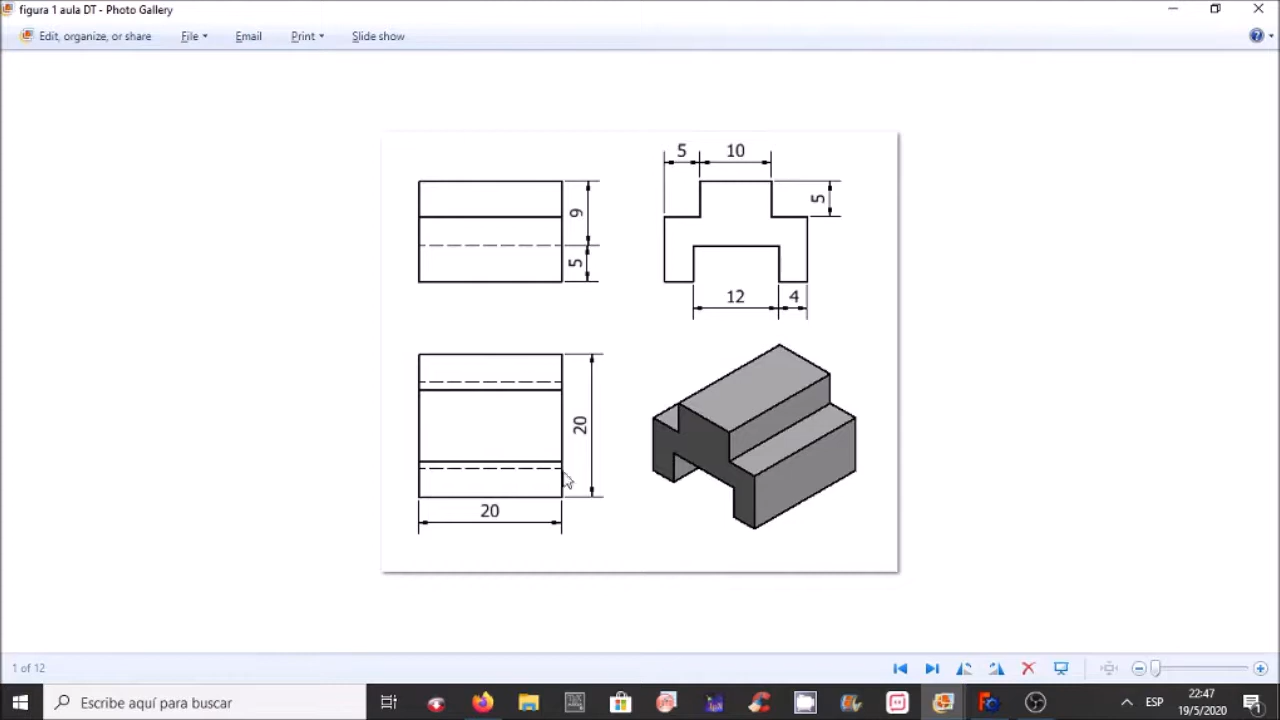 figura 1 aula DT - Photo Gallery
Edit, organize, or share File Email Print Slide show
5 10
9
5
5
12 4
20
20
1 of 12
Escribe aquí para buscar
ESP
22:47
19/5/2020
1